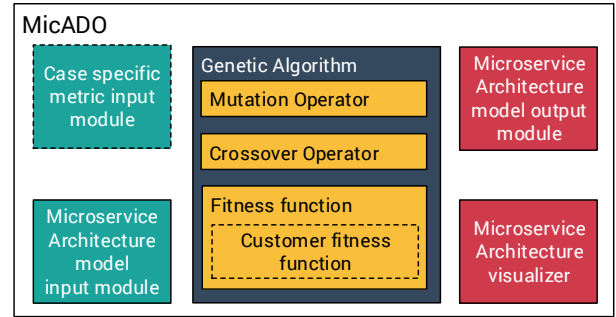 MicADO
Case specific
metric input
module
Microservice
Architecture
model
input module
Genetic Algorithm
Mutation Operator
Crossover Operator
Fitness function
Customer fitness
function
Microservice
Architecture
model output
module
Microservice
Architecture
visualizer